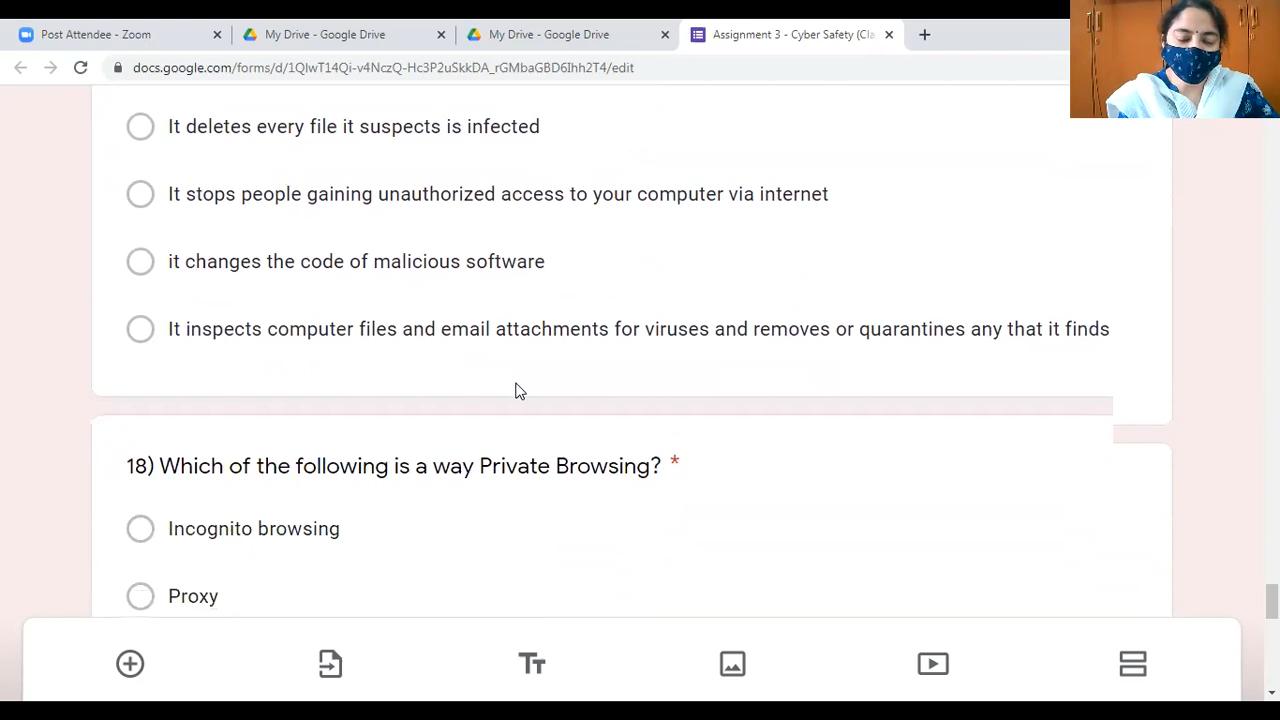 Post Attendee - Zoom
My Drive - Google Drive
My Drive - Google Drive
Assignment 3 - Cyber Safety (Cla
docs.google.com/forms/d/1QlwT14Qi-v4NczQ-Hc3P2uSkkDA_rGMbaGBD6Ihh2T4/edit
It deletes every file it suspects is infected
It stops people gaining unauthorized access to your computer via internet
it changes the code of malicious software
It inspects computer files and email attachments for viruses and removes or quarantines any that it finds
18) Which of the following is a way Private Browsing? *
Incognito browsing
Proxy
Tт